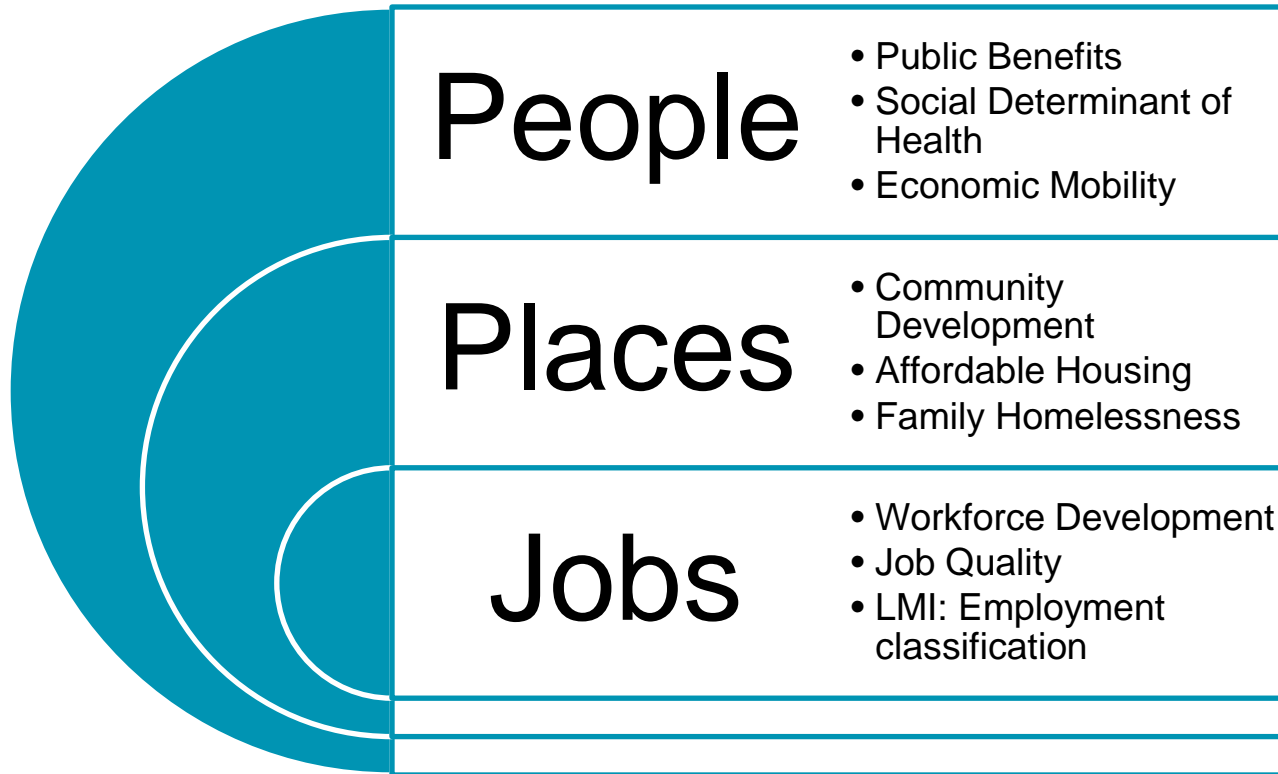 People
• Public Benefits
• Social Determinant of
Health
• Economic Mobility
Places
• Community
Development
• Affordable Housing
• Family Homelessness
Jobs
• Workforce Development
• Job Quality
• LMI: Employment
classification